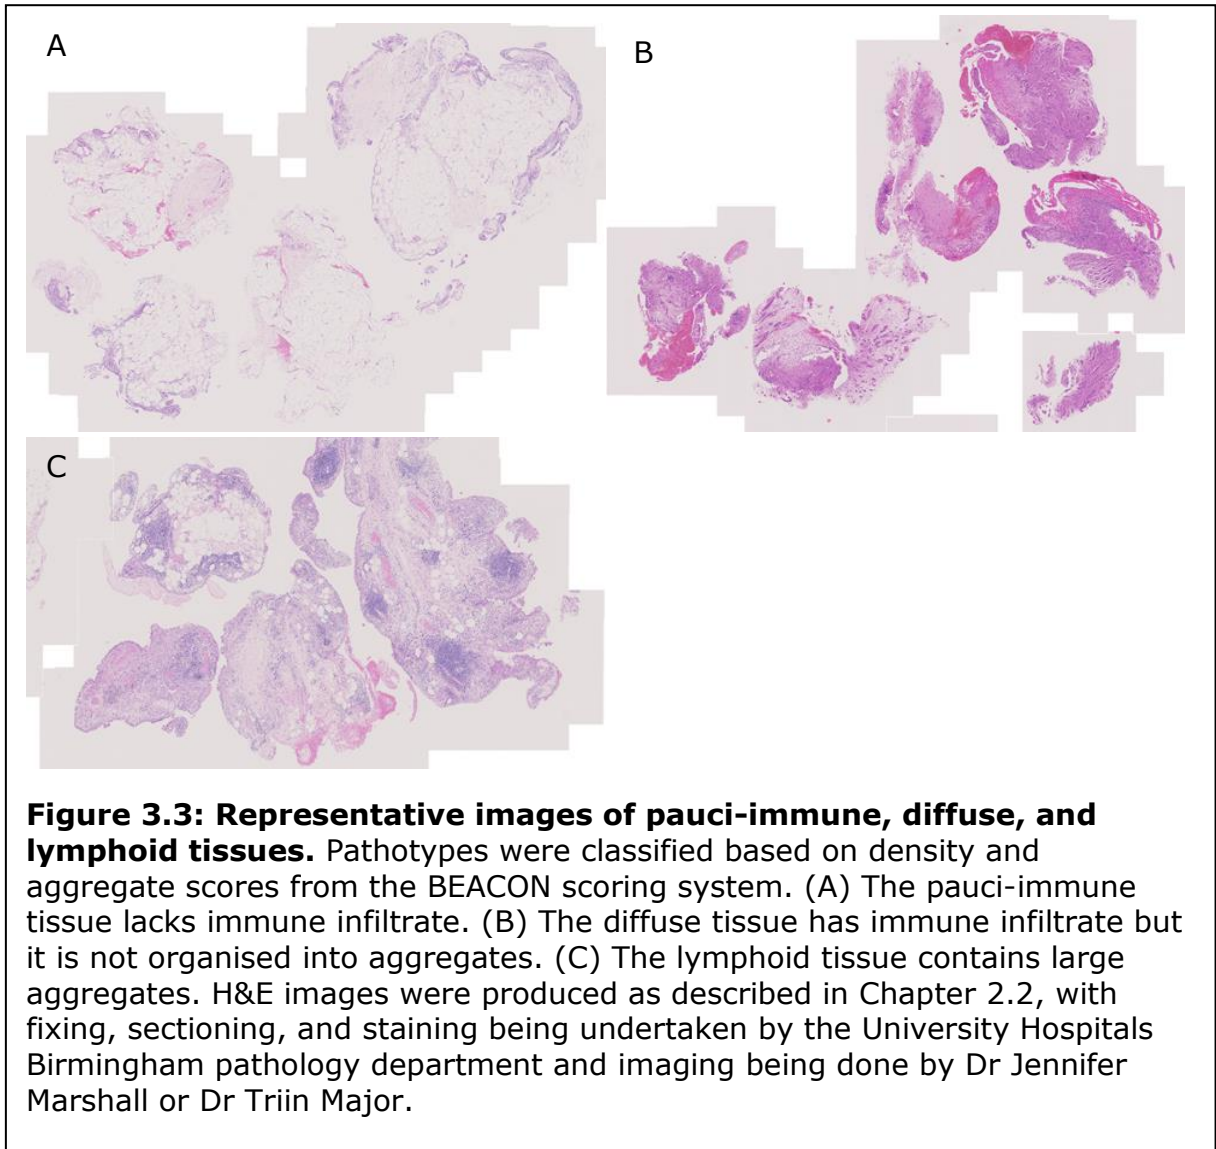 A
B
C
Figure 3.3: Representative images of pauci-immune, diffuse, and
lymphoid tissues. Pathotypes were classified based on density and
aggregate scores from the BEACON scoring system. (A) The pauci-immune
tissue lacks immune infiltrate. (B) The diffuse tissue has immune infiltrate but
it is not organised into aggregates. (C) The lymphoid tissue contains large
aggregates. H&E images were produced as described in Chapter 2.2, with
fixing, sectioning, and staining being undertaken by the University Hospitals
Birmingham pathology department and imaging being done by Dr Jennifer
Marshall or Dr Triin Major.